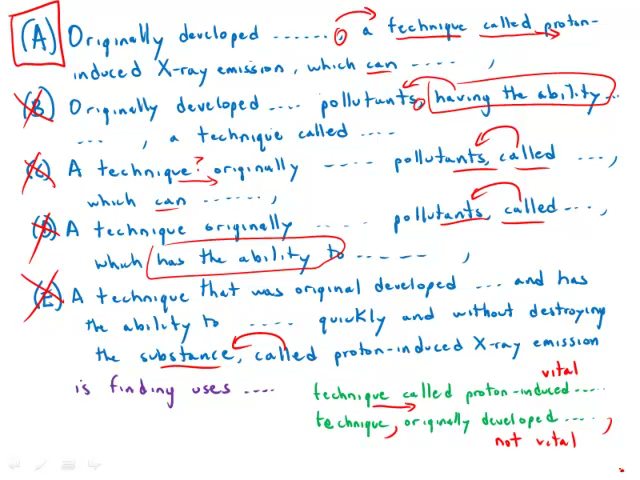 (A) Originally developed ......, a technique called proton-
induced X-ray emission, which can ....,
(B) Originally developed .... pollutants, having the ability...
..., a technique called ....
(C) A technique? originally .... pollutants, called ...,
which can ......,
(D) A technique originally ..... pollutants, called ...,
which has the ability to .....,
(E) A technique that was original developed ... and has
the ability to .... quickly and without destroying
the substance, called proton-induced X-ray emission
is finding uses ....
vital
technique called proton-induced ....
technique, originally developed ....,
not vital